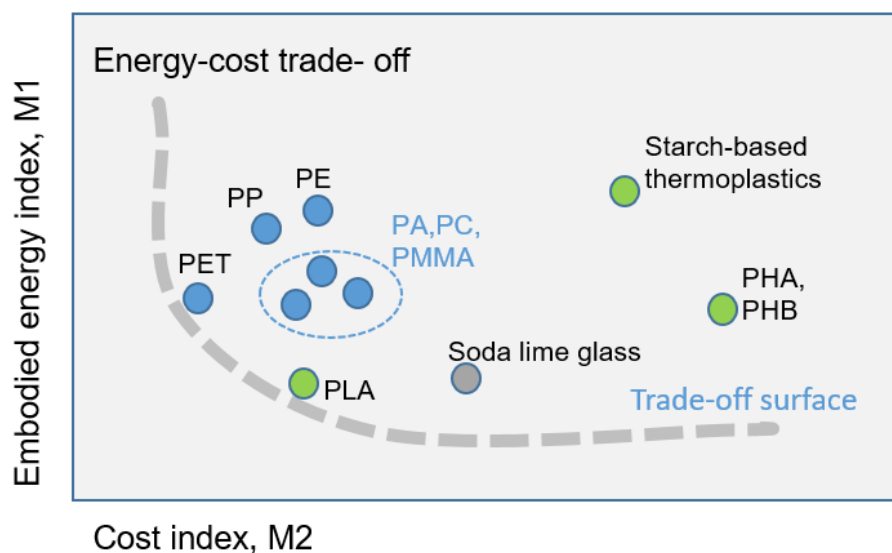 Energy-cost trade- off
Embodied energy index, M1
Starch-based
thermoplastics
PE
PP
PA,PC,
PMMA
PET
PHA,
PHB
Soda lime glass
PLA
Trade-off surface
Cost index, M2